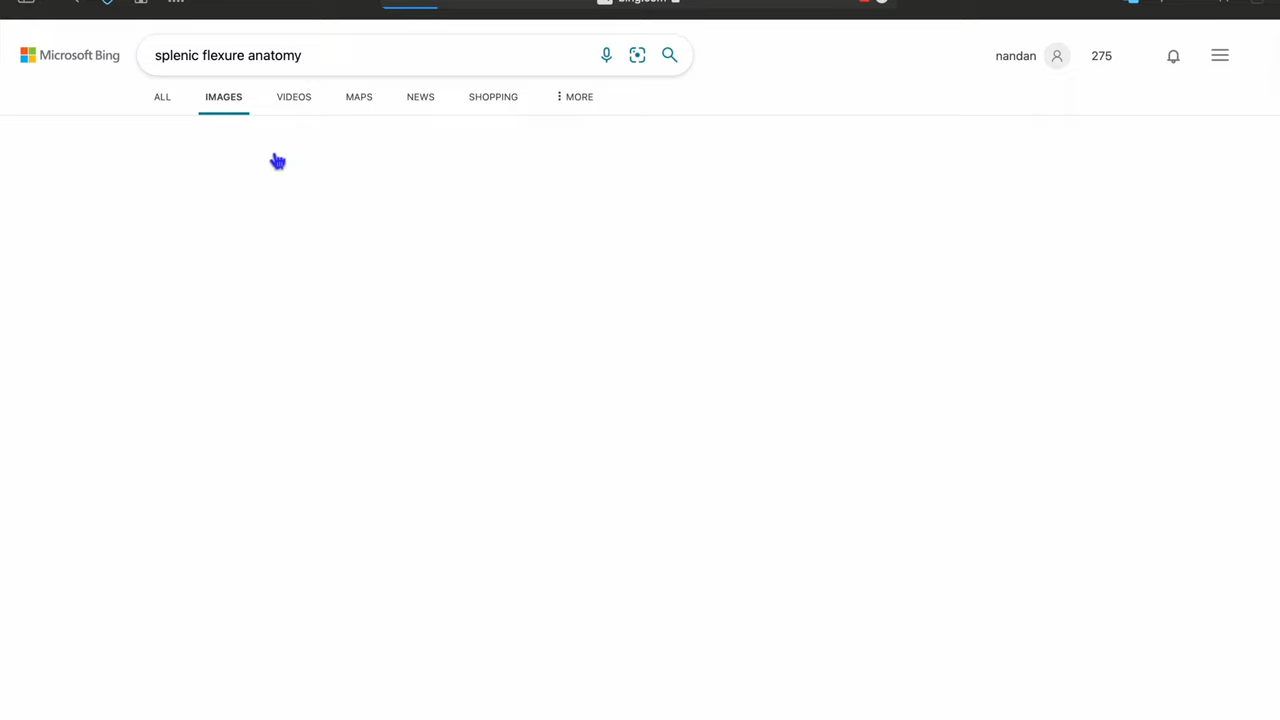 Microsoft Bing
splenic flexure anatomy
nandan
275
ALL
IMAGES
VIDEOS
MAPS
NEWS
SHOPPING
MORE